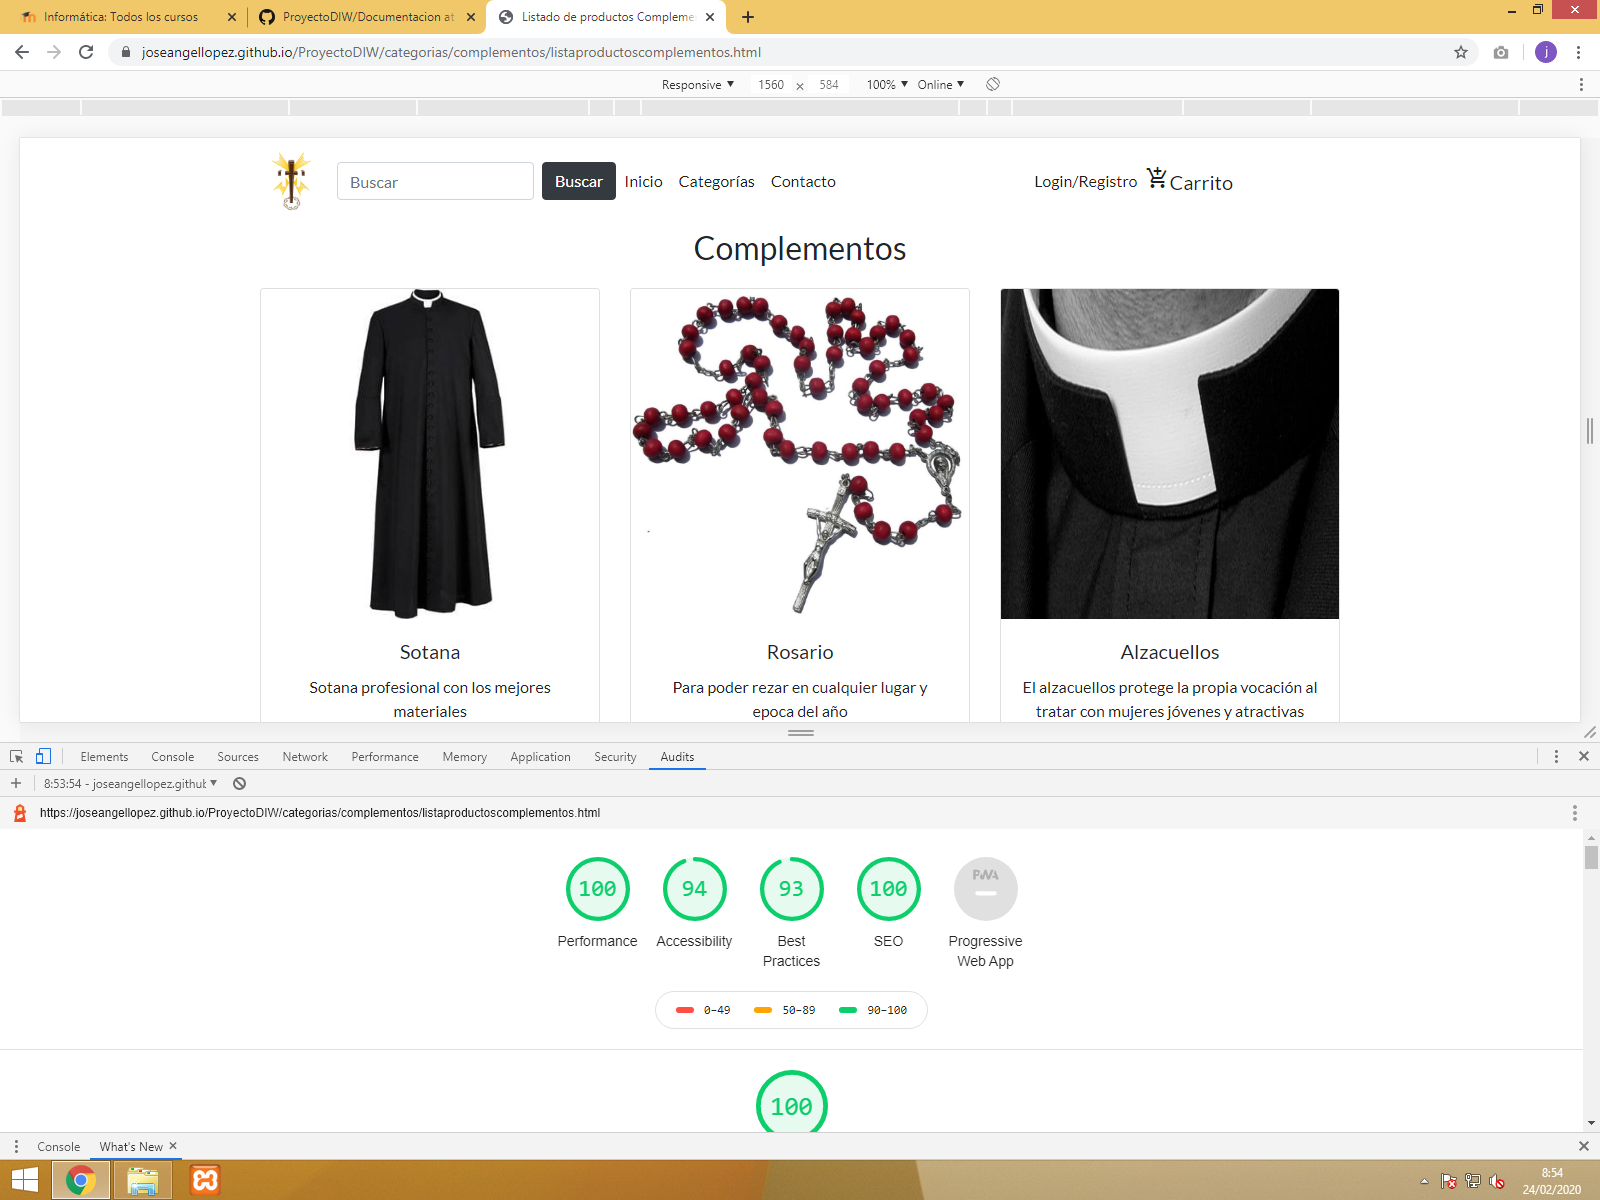 Informática: Todos los cursos
ProyectoDIW/Documentacion at
Listado de productos Compleme
joseangellopez.github.io/ProyectoDIW/categorias/complementos/listaproductoscomplementos.html
j
Responsive ▼ 1560 x 584 100% ▼ Online ▼
Buscar
Buscar
Inicio
Categorías
Contacto
Login/Registro
Carrito
Complementos
Sotana
Sotana profesional con los mejores
materiales
Rosario
Para poder rezar en cualquier lugar y
epoca del año
Alzacuellos
El alzacuellos protege la propia vocación al
tratar con mujeres jóvenes y atractivas
Elements Console Sources Network Performance Memory Application Security Audits
8:53:54 - joseangellopez.github
https://joseangellopez.github.io/ProyectoDIW/categorias/complementos/listaproductoscomplementos.html
100
Performance
94
Accessibility
93
Best
Practices
100
SEO
PWA
Progressive
Web App
0–49 50–89 90–100
100
Console What's New
8:54
24/02/2020